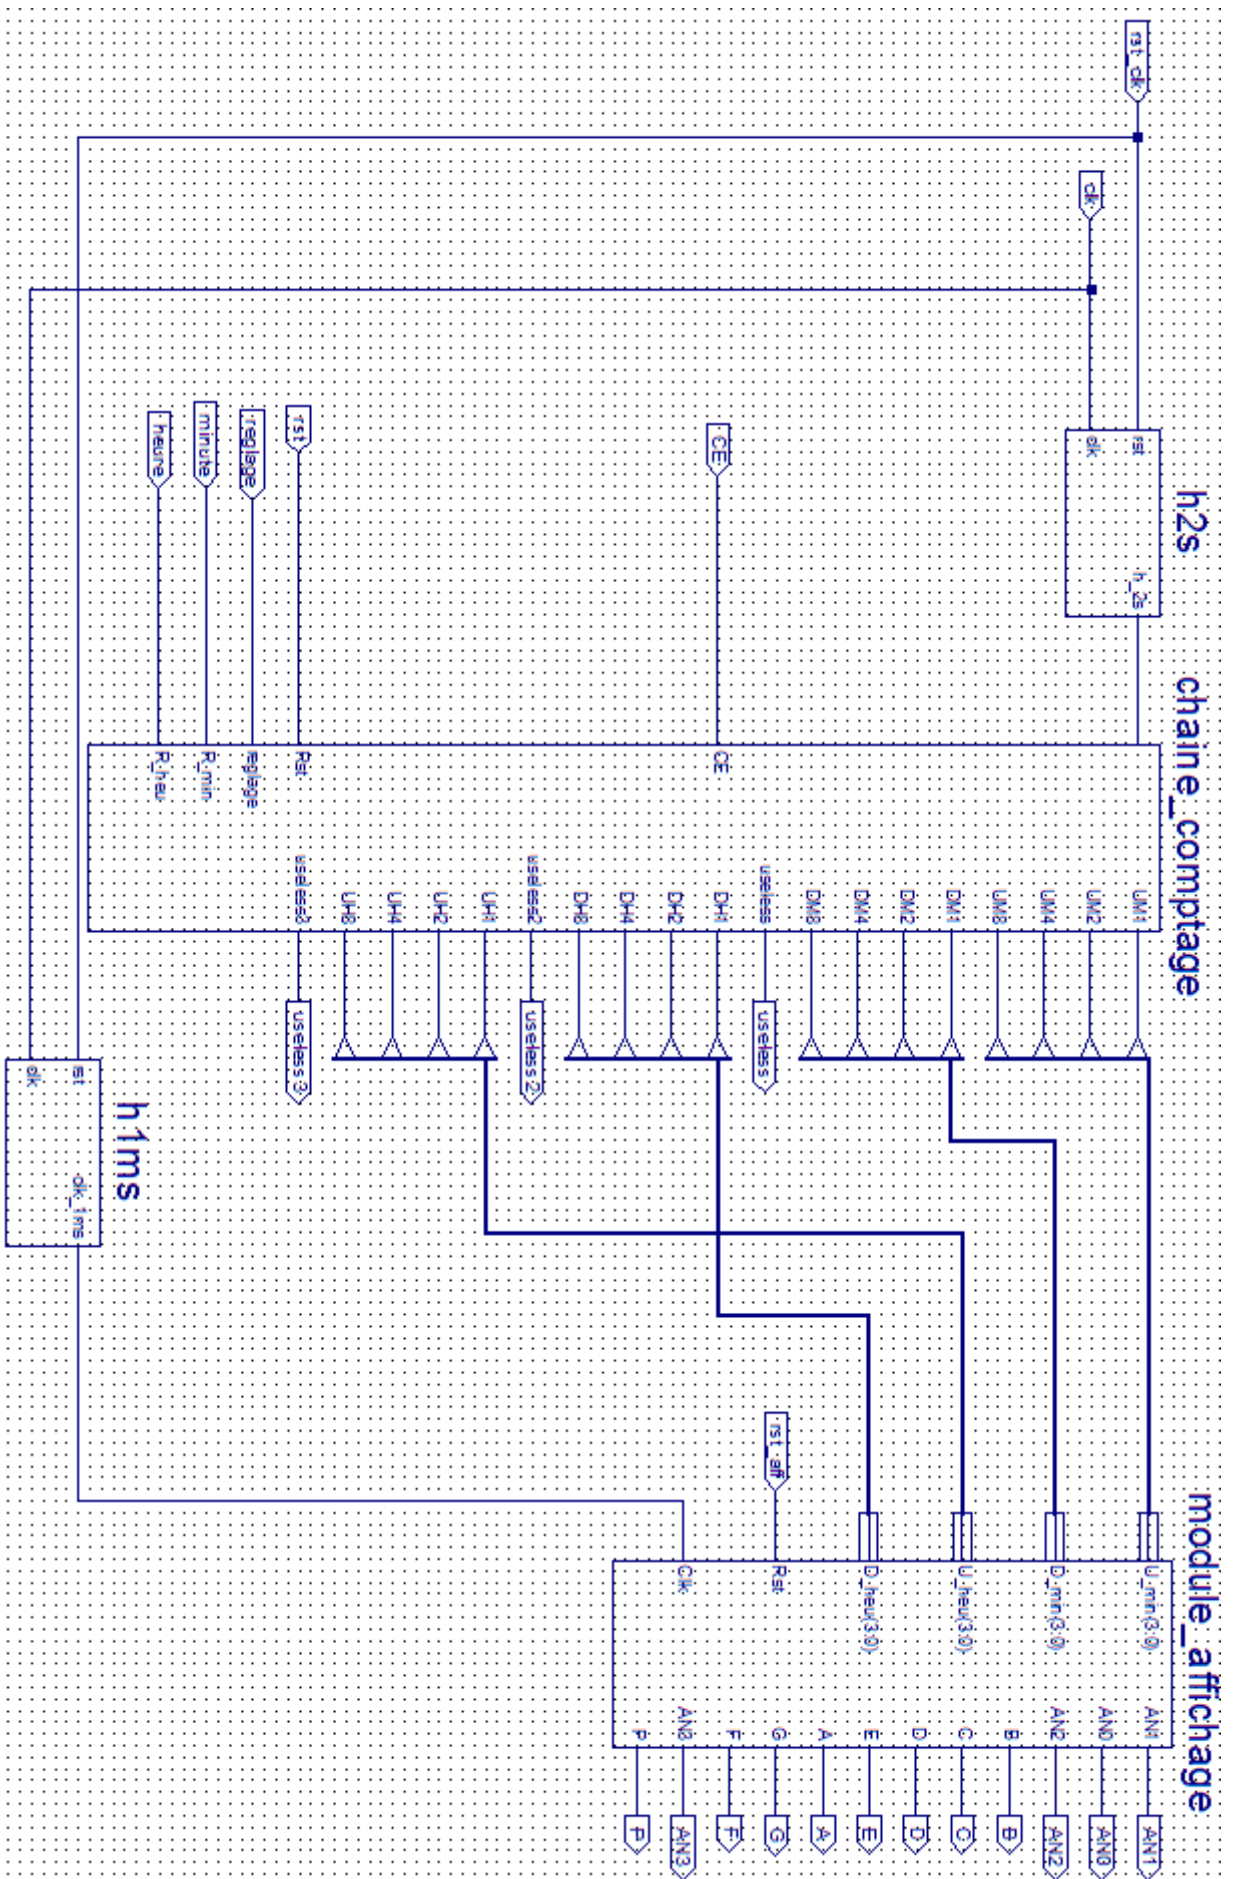 rst_clk
clk
h2s
rst
clk
h_2s
CE
rst
reglage
minute
heure
chaine_comptage
CE
Rst
reglage
R_min
R_heu
UM1
UM2
UM4
UM8
DM1
DM2
DM4
DM8
useless
DH1
DH2
DH4
DH8
useless2
UH1
UH2
UH4
UH8
useless3
useless
useless2
useless3
h1ms
rst
clk
clk_1ms
rst_aff
module_affichage
U_min(3:0)
D_min(3:0)
U_heu(3:0)
D_heu(3:0)
Rst
Clk
AN1
AN0
AN2
B
C
D
E
A
G
F
AN3
P
AN1
AN0
AN2
B
C
D
E
A
G
F
AN3
P